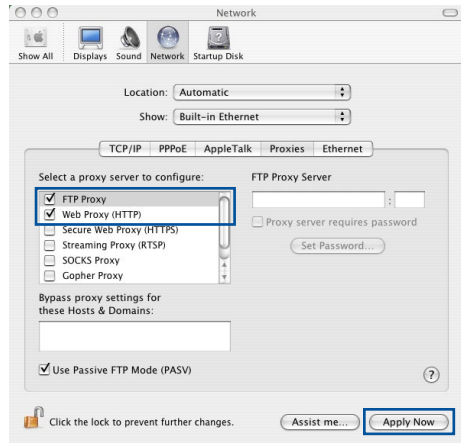 Network
Show All Displays Sound Network Startup Disk
Location: Automatic
Show: Built-in Ethernet
TCP/IP PPPoE AppleTalk Proxies Ethernet
Select a proxy server to configure: FTP Proxy Server
FTP Proxy
:
Web Proxy (HTTP)
Proxy server requires password
Secure Web Proxy (HTTPS)
Streaming Proxy (RTSP) Set Password...
SOCKS Proxy
Gopher Proxy
Bypass proxy settings for
these Hosts & Domains:
Use Passive FTP Mode (PASV) ?
Click the lock to prevent further changes. Assist me... Apply Now